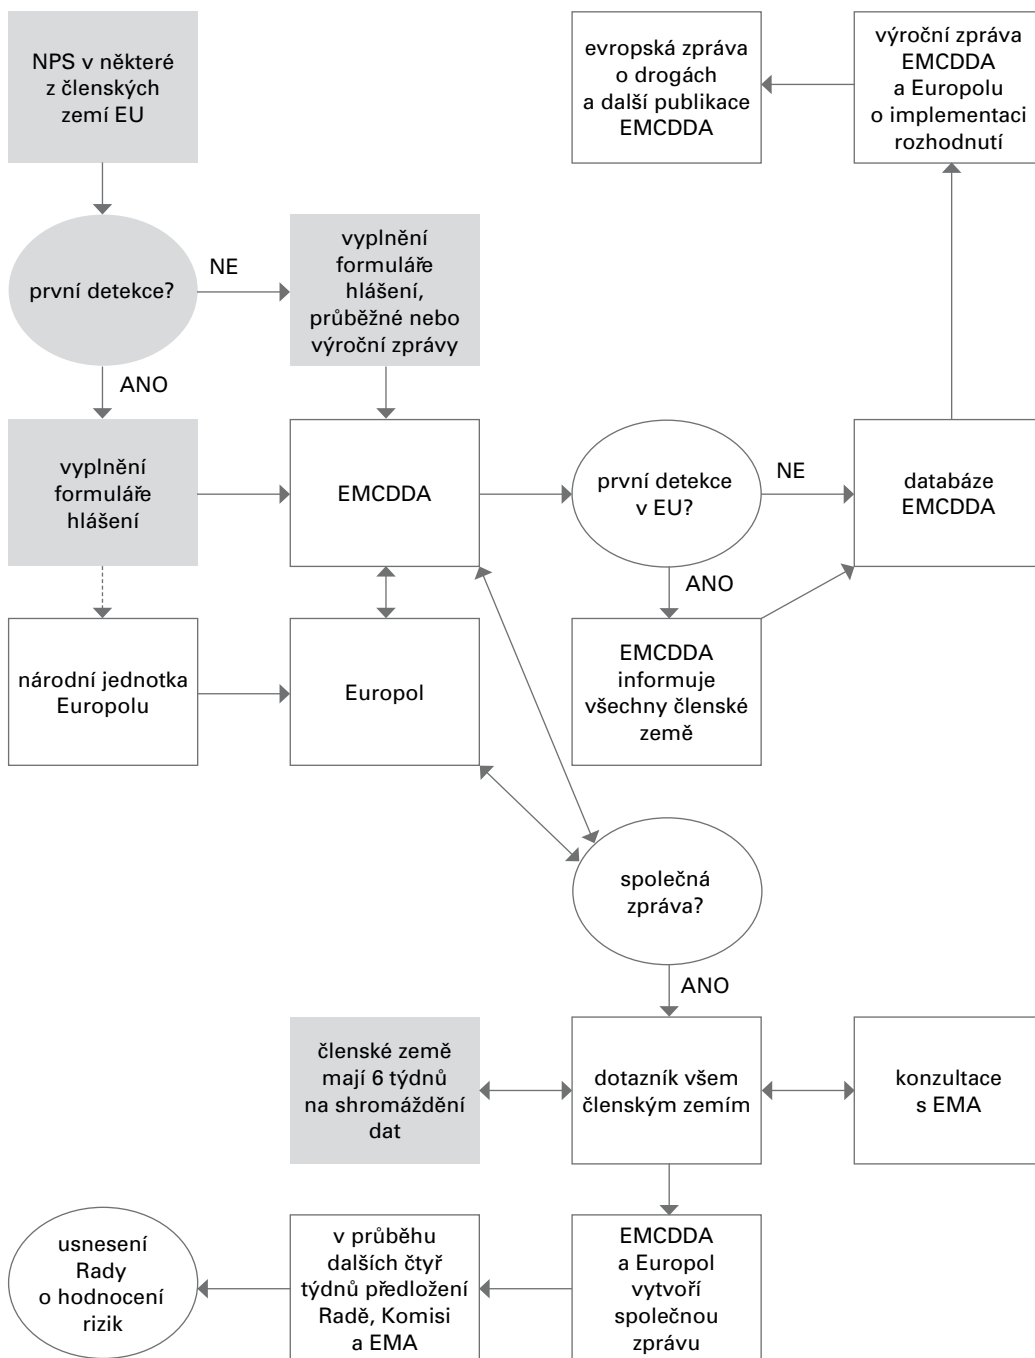 NPS v některé
z členských
zemí EU
evropská zpráva
o drogách
a další publikace
EMCDDA
výroční zpráva
EMCDDA
a Europolu
o implementaci
rozhodnutí
první detekce?
NE
vyplnění
formuláře
hlášení,
průběžné nebo
výroční zprávy
ANO
vyplnění
formuláře
hlášení
EMCDDA
první detekce
v EU?
NE
databáze
EMCDDA
ANO
národní jednotka
Europolu
Europol
EMCDDA
informuje
všechny členské
země
společná
zpráva?
ANO
členské země
mají 6 týdnů
na shromáždění
dat
dotazník všem
členským zemím
konzultace
s EMA
usnesení
Rady
o hodnocení
rizik
v průběhu
dalších čtyř
týdnů předložení
Radě, Komisi
a EMA
EMCDDA
a Europol
vytvoří
společnou
zprávu